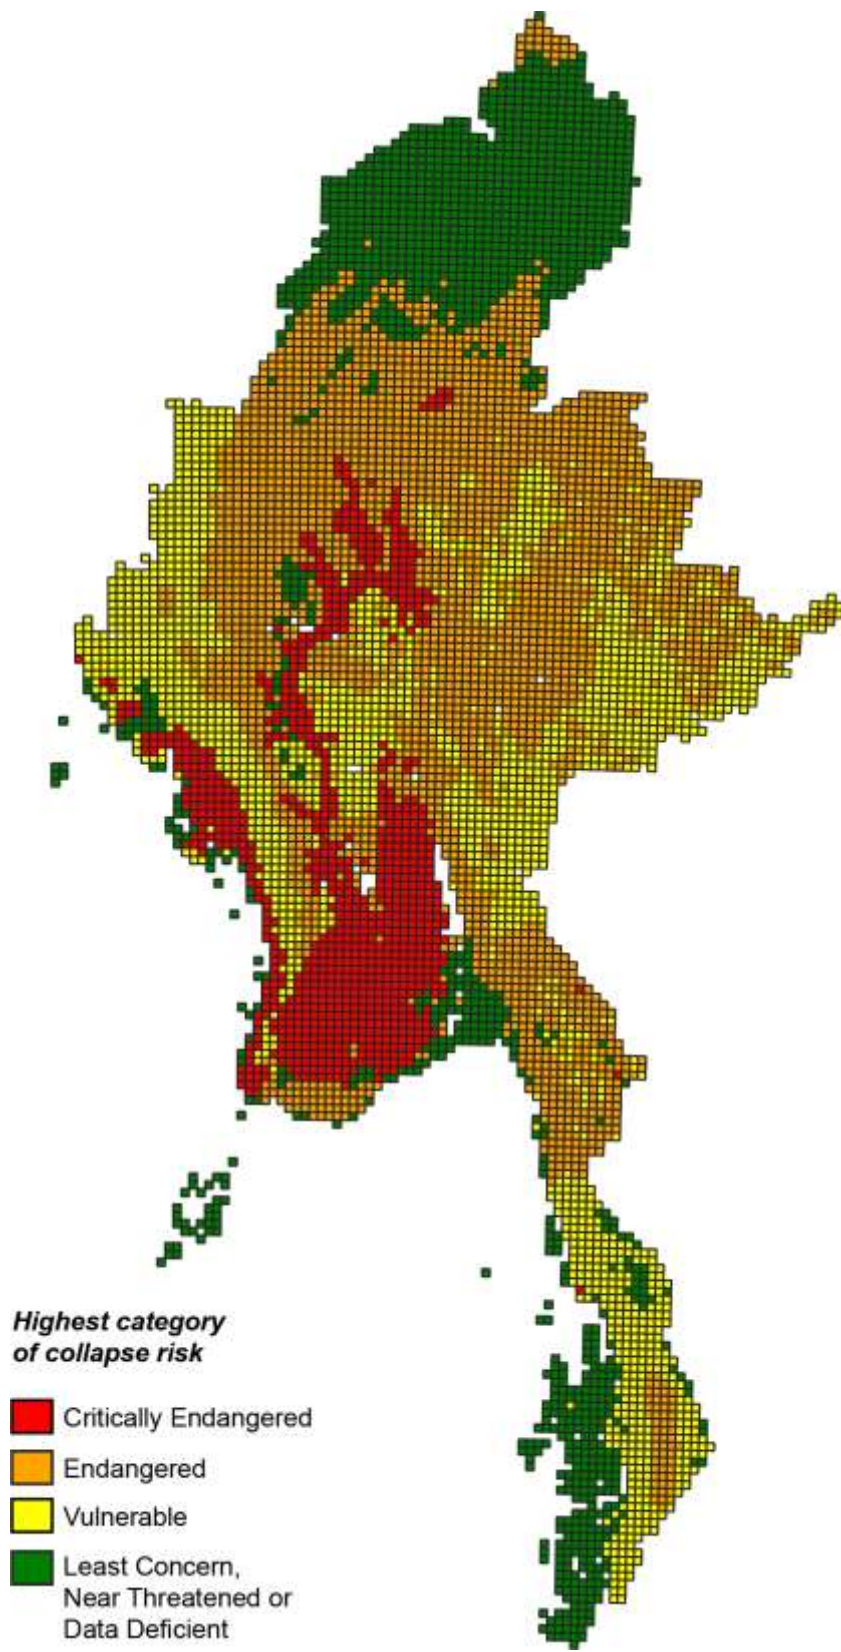 Highest category
of collapse risk
Critically Endangered
Endangered
Vulnerable
Least Concern,
Near Threatened or
Data Deficient